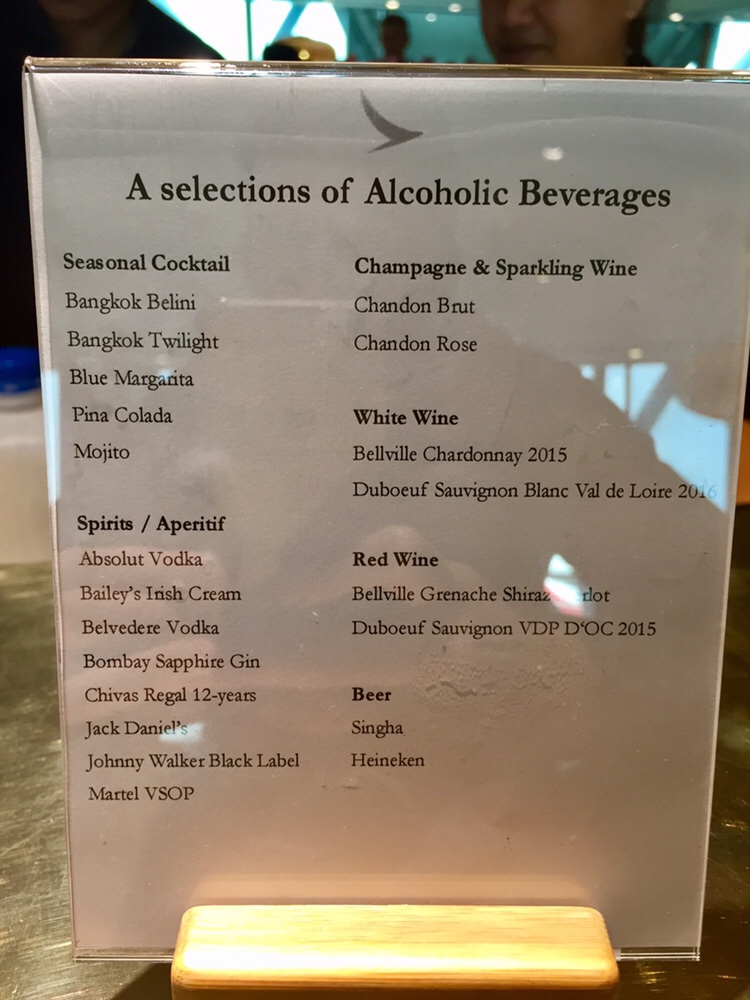 A selections of Alcoholic Beverages
Seasonal Cocktail
Bangkok Belini
Bangkok Twilight
Blue Margarita
Pina Colada
Mojito
Spirits / Aperitif
Absolut Vodka
Bailey's Irish Cream
Belvedere Vodka
Bombay Sapphire Gin
Chivas Regal 12-years
Jack Daniel's
Johnny Walker Black Label
Martel VSOP
Champagne & Sparkling Wine
Chandon Brut
Chandon Rose
White Wine
Bellville Chardonnay 2015
Duboeuf Sauvignon Blanc Val de Loire 2016
Red Wine
Bellville Grenache Shiraz
Duboeuf Sauvignon VDP D'OC 2015
Beer
Singha
Heineken